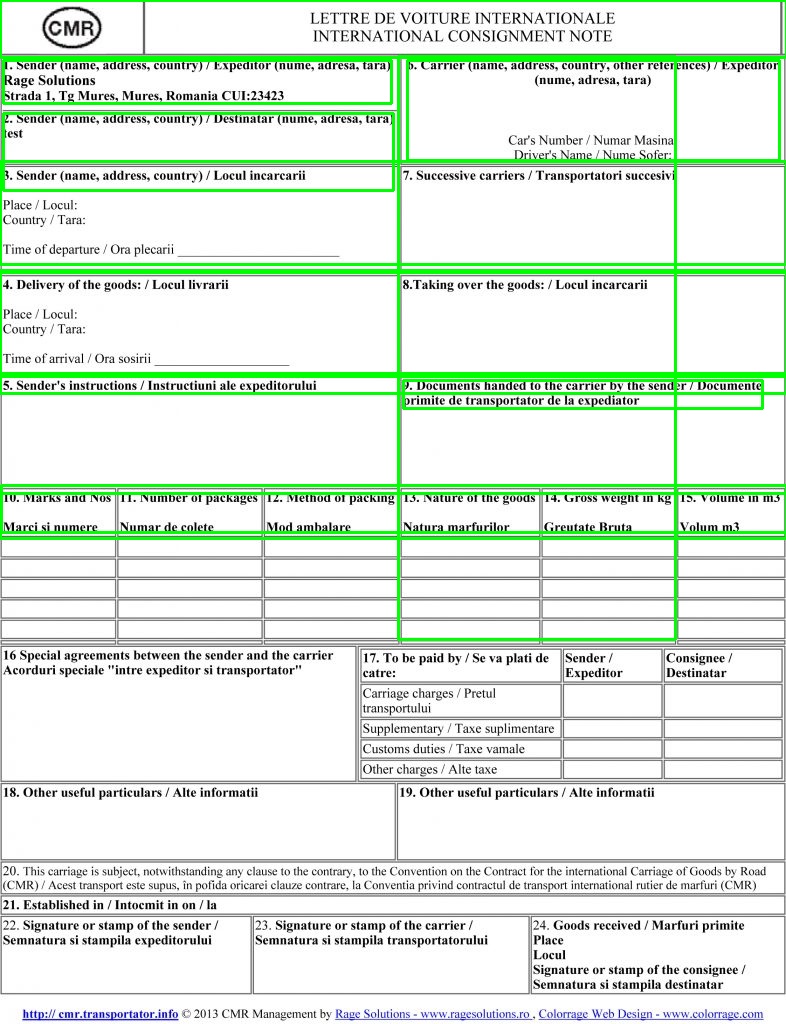 CMR
LETTRE DE VOITURE INTERNATIONALE
INTERNATIONAL CONSIGNMENT NOTE
1. Sender (name, address, country) / Expeditor (nume, adresa, tara)
Rage Solutions
Strada 1, Tg Mures, Mures, Romania CUI:23423
6. Carrier (name, address, country, other references) / Expeditor
(nume, adresa, tara)
Car's Number / Numar Masina
Driver's Name / Nume Sofer:
2. Sender (name, address, country) / Destinatar (nume, adresa, tara)
test
3. Sender (name, address, country) / Locul incarcarii
Place / Locul:
Country / Tara:
Time of departure / Ora plecarii ________________________
7. Successive carriers / Transportatori succesivi
4. Delivery of the goods: / Locul livrarii
Place / Locul:
Country / Tara:
Time of arrival / Ora sosirii ____________________
8.Taking over the goods: / Locul incarcarii
5. Sender's instructions / Instructiuni ale expeditorului
9. Documents handed to the carrier by the sender / Documente
primite de transportator de la expediator
10. Marks and Nos
Marci si numere
11. Number of packages
Numar de colete
12. Method of packing
Mod ambalare
13. Nature of the goods
Natura marfurilor
14. Gross weight in kg
Greutate Bruta
15. Volume in m3
Volum m3
16 Special agreements between the sender and the carrier
Acorduri speciale "intre expeditor si transportator"
17. To be paid by / Se va plati de
catre:
Sender /
Expeditor
Consignee /
Destinatar
Carriage charges / Pretul
transportului
Supplementary / Taxe suplimentare
Customs duties / Taxe vamale
Other charges / Alte taxe
18. Other useful particulars / Alte informatii
19. Other useful particulars / Alte informatii
20. This carriage is subject, notwithstanding any clause to the contrary, to the Convention on the Contract for the international Carriage of Goods by Road
(CMR) / Acest transport este supus, în pofida oricarei clauze contrare, la Conventia privind contractul de transport international rutier de marfuri (CMR)
21. Established in / Intocmit in on / la
22. Signature or stamp of the sender /
Semnatura si stampila expeditorului
23. Signature or stamp of the carrier /
Semnatura si stampila transportatorului
24. Goods received / Marfuri primite
Place
Locul
Signature or stamp of the consignee /
Semnatura si stampila destinatar
http:// cmr.transportator.info © 2013 CMR Management by Rage Solutions - www.ragesolutions.ro , Colorrage Web Design - www.colorrage.com